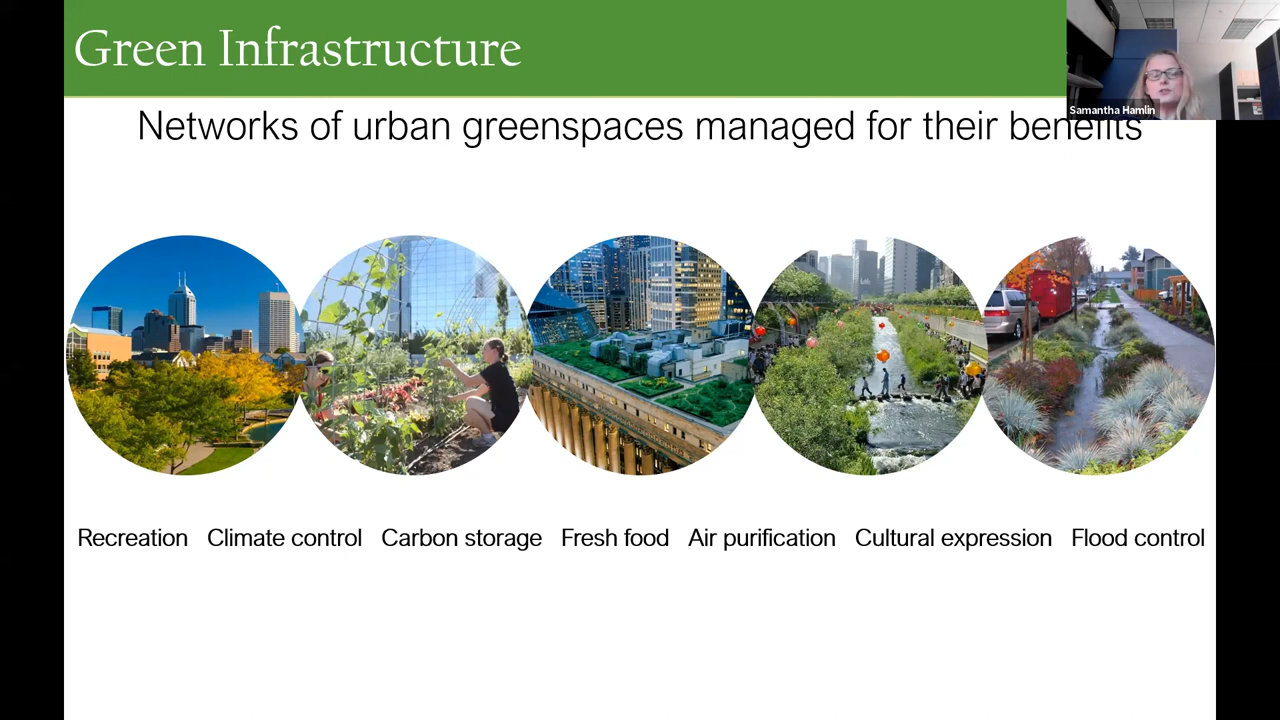 Green Infrastructure
Samantha Hamlin
Networks of urban greenspaces managed for their benefits
Recreation Climate control Carbon storage Fresh food Air purification Cultural expression Flood control